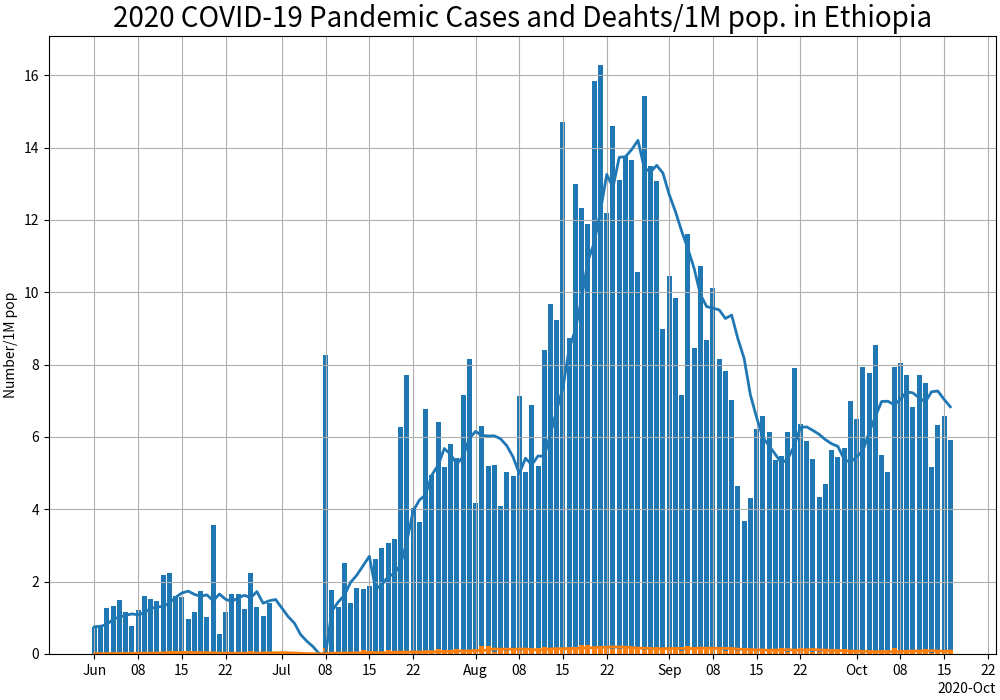 2020 COVID-19 Pandemic Cases and Deahts/1M pop. in Ethiopia
Number/1M pop
16
14
12
10
8
6
4
2
0
Jun 08 15 22 Jul 08 15 22 Aug 08 15 22 Sep 08 15 22 Oct 08 15 22
2020-Oct